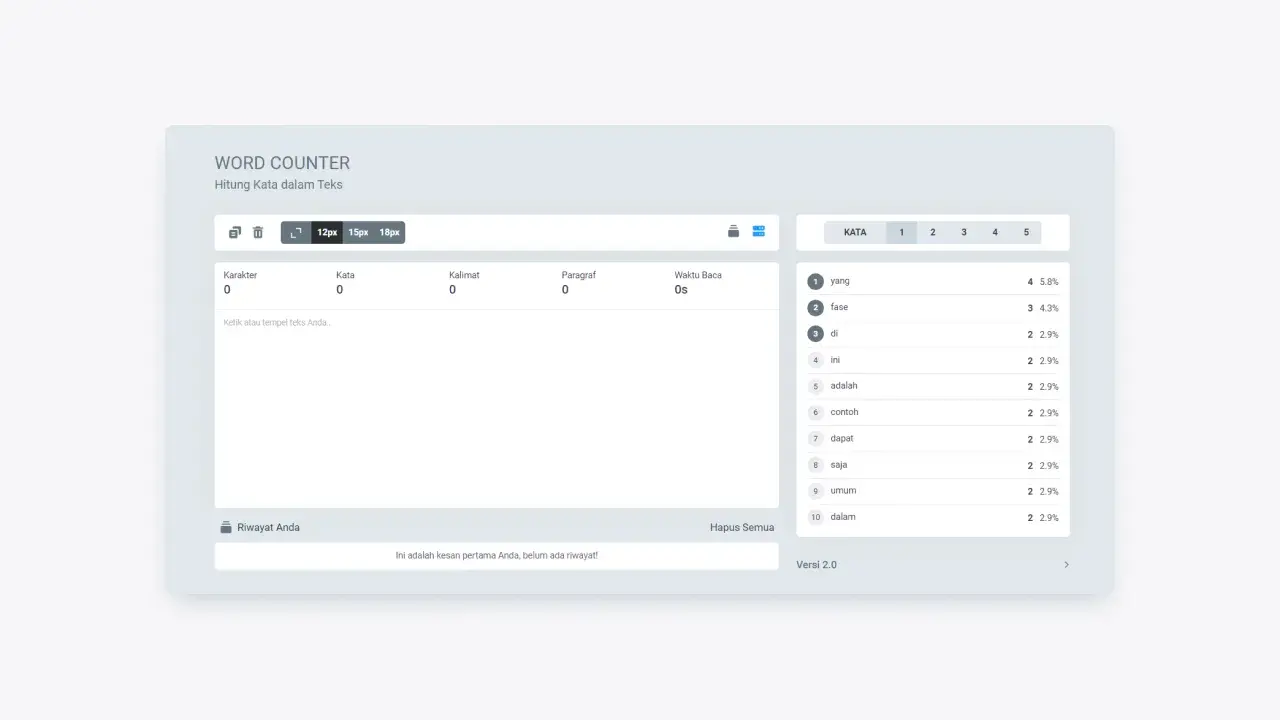 WORD COUNTER
Hitung Kata dalam Teks
12px 15px 18px
KATA 1 2 3 4 5
Karakter Kata Kalimat Paragraf Waktu Baca
0 0 0 0 0s
Ketik atau tempel teks Anda...
1 yang 4 5.8%
2 fase 3 4.3%
3 di 2 2.9%
4 ini 2 2.9%
5 adalah 2 2.9%
6 contoh 2 2.9%
7 dapat 2 2.9%
8 saja 2 2.9%
9 umum 2 2.9%
10 dalam 2 2.9%
Riwayat Anda Hapus Semua
Ini adalah kesan pertama Anda, belum ada riwayat!
Versi 2.0